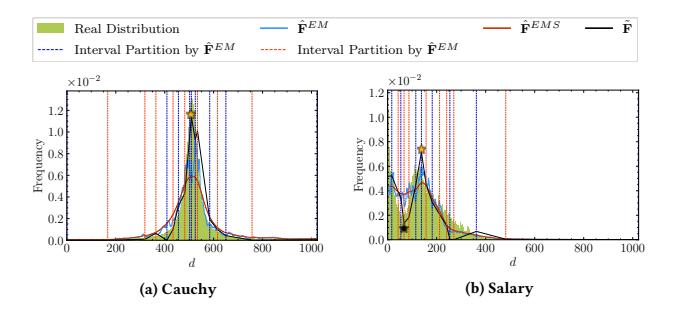 Real Distribution F̂^EM F̂^EMS F̃
Interval Partition by F̂^EM Interval Partition by F̂^EM
×10⁻²
1.2
1.0
0.8
0.6
0.4
0.2
0.0
Frequency
0 200 400 600 800 1000
d
(a) Cauchy
×10⁻²
1.2
1.0
0.8
0.6
0.4
0.2
0.0
Frequency
0 200 400 600 800 1000
d
(b) Salary